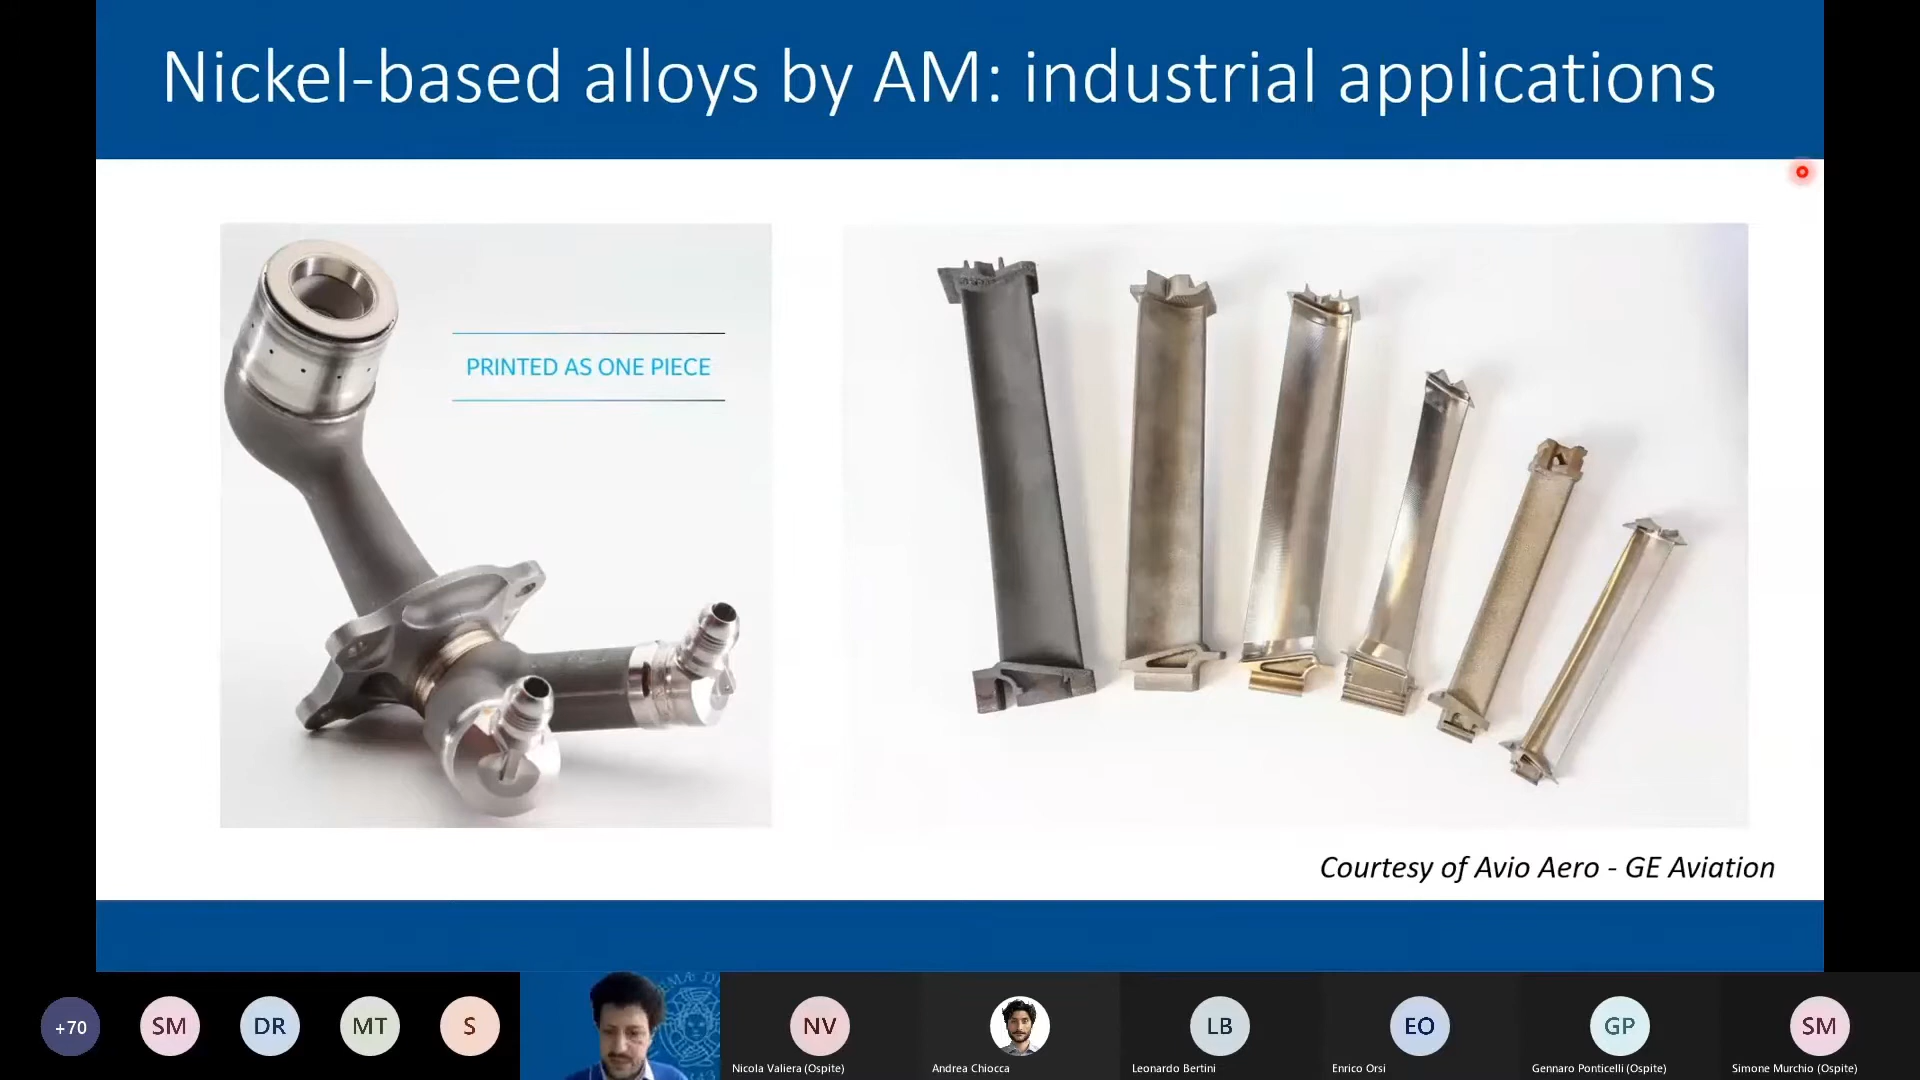 Nickel-based alloys by AM: industrial applications
PRINTED AS ONE PIECE
Courtesy of Avio Aero - GE Aviation
+70
SM
DR
MT
S
NV
LB
EO
GP
SM
Nicola Valiera (Ospite)
Andrea Chiocca
Leonardo Bertini
Enrico Orsi
Gennaro Ponticelli (Ospite)
Simone Murchio (Ospite)